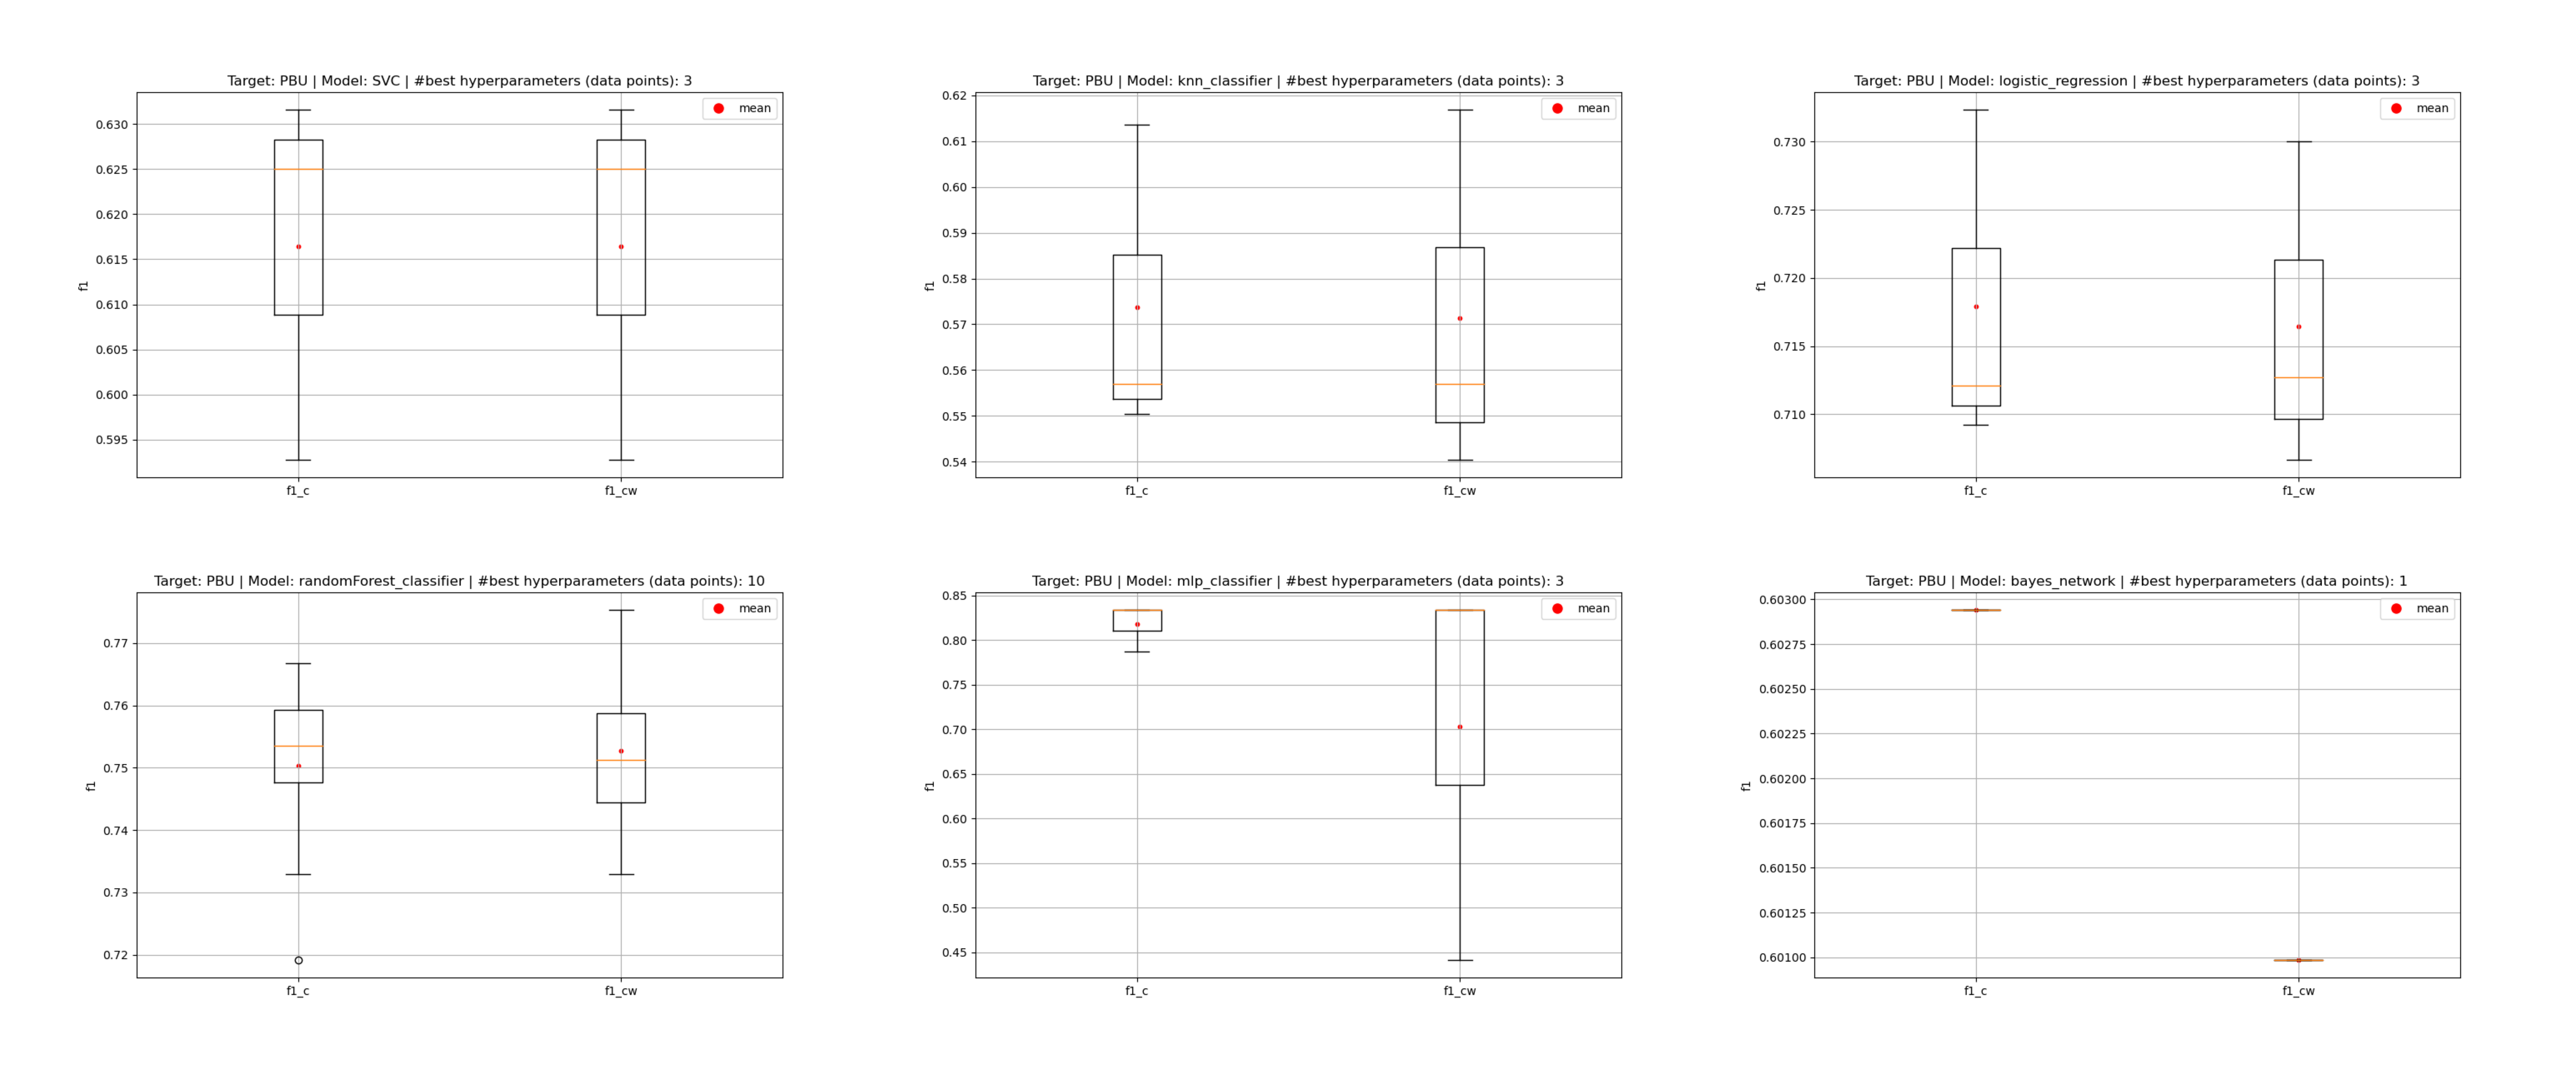 Target: PBU | Model: SVC | #best hyperparameters (data points): 3
mean
0.630
0.625
0.620
0.615
0.610
0.605
0.600
0.595
f1
f1_c
f1_cw
Target: PBU | Model: knn_classifier | #best hyperparameters (data points): 3
mean
0.62
0.61
0.60
0.59
0.58
0.57
0.56
0.55
0.54
f1
f1_c
f1_cw
Target: PBU | Model: logistic_regression | #best hyperparameters (data points): 3
mean
0.730
0.725
0.720
0.715
0.710
f1
f1_c
f1_cw
Target: PBU | Model: randomForest_classifier | #best hyperparameters (data points): 10
mean
0.77
0.76
0.75
0.74
0.73
0.72
f1
f1_c
f1_cw
Target: PBU | Model: mlp_classifier | #best hyperparameters (data points): 3
mean
0.85
0.80
0.75
0.70
0.65
0.60
0.55
0.50
0.45
f1
f1_c
f1_cw
Target: PBU | Model: bayes_network | #best hyperparameters (data points): 1
mean
0.60300
0.60275
0.60250
0.60225
0.60200
0.60175
0.60150
0.60125
0.60100
f1
f1_c
f1_cw